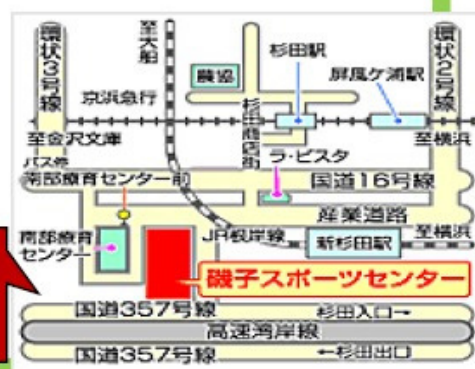 環状3号線
至大船
農協
杉田駅
屏風ケ浦駅
環状2号線
京浜急行
杉田商店街
至金沢文庫
至横浜
バス停
南部療育センター前
ラ・ビスタ
国道16号線
産業道路
南部療育
センター
JR根岸線
新杉田駅
至横浜
磯子スポーツセンター
国道357号線
杉田入口→
高速湾岸線
国道357号線
←杉田出口